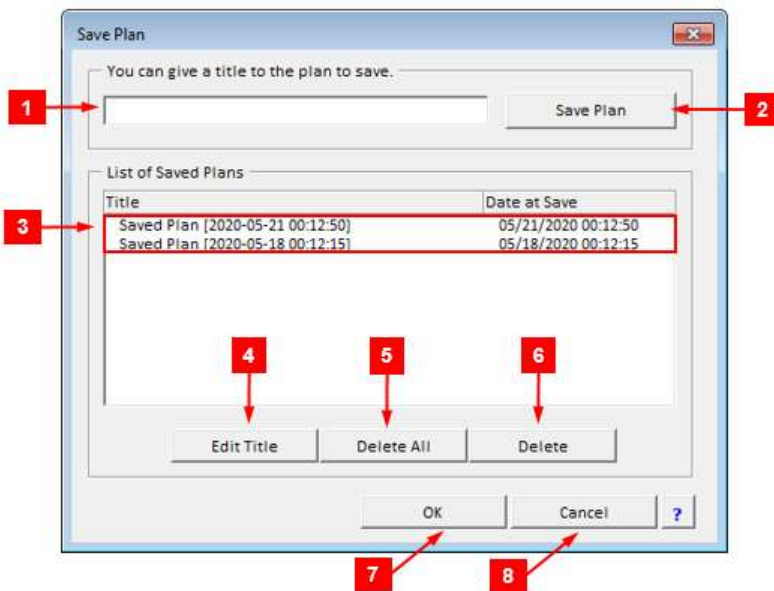 Save Plan
You can give a title to the plan to save.
1
Save Plan
2
List of Saved Plans
Title Date at Save
3
Saved Plan [2020-05-21 00:12:50] 05/21/2020 00:12:50
Saved Plan [2020-05-18 00:12:15] 05/18/2020 00:12:15
4 5 6
Edit Title Delete All Delete
OK Cancel ?
7 8